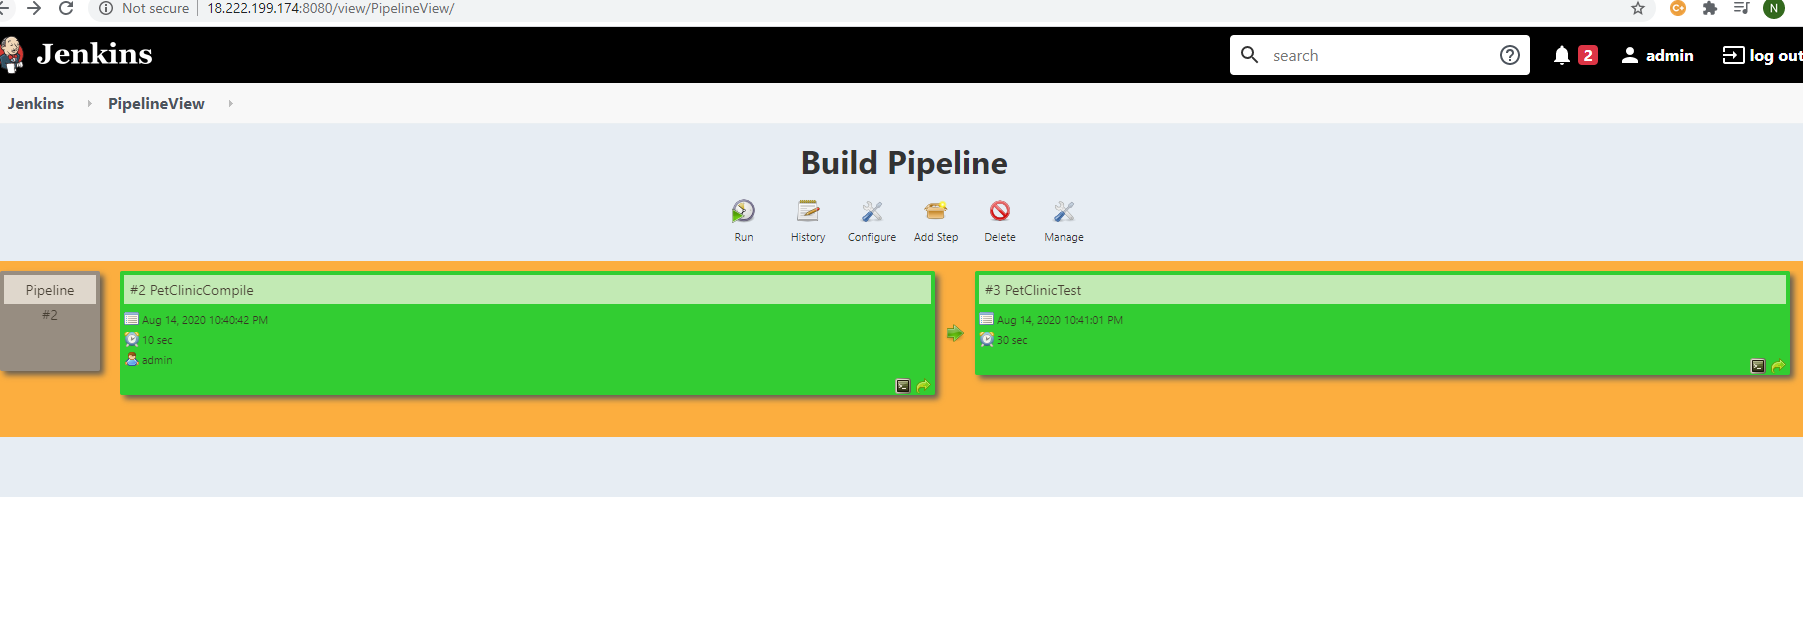 Not secure 18.222.199.174:8080/view/PipelineView/
N
Jenkins
search
2
admin
log out
Jenkins
PipelineView
Build Pipeline
Run
History
Configure
Add Step
Delete
Manage
Pipeline
#2
#2 PetClinicCompile
Aug 14, 2020 10:40:42 PM
10 sec
admin
#3 PetClinicTest
Aug 14, 2020 10:41:01 PM
30 sec